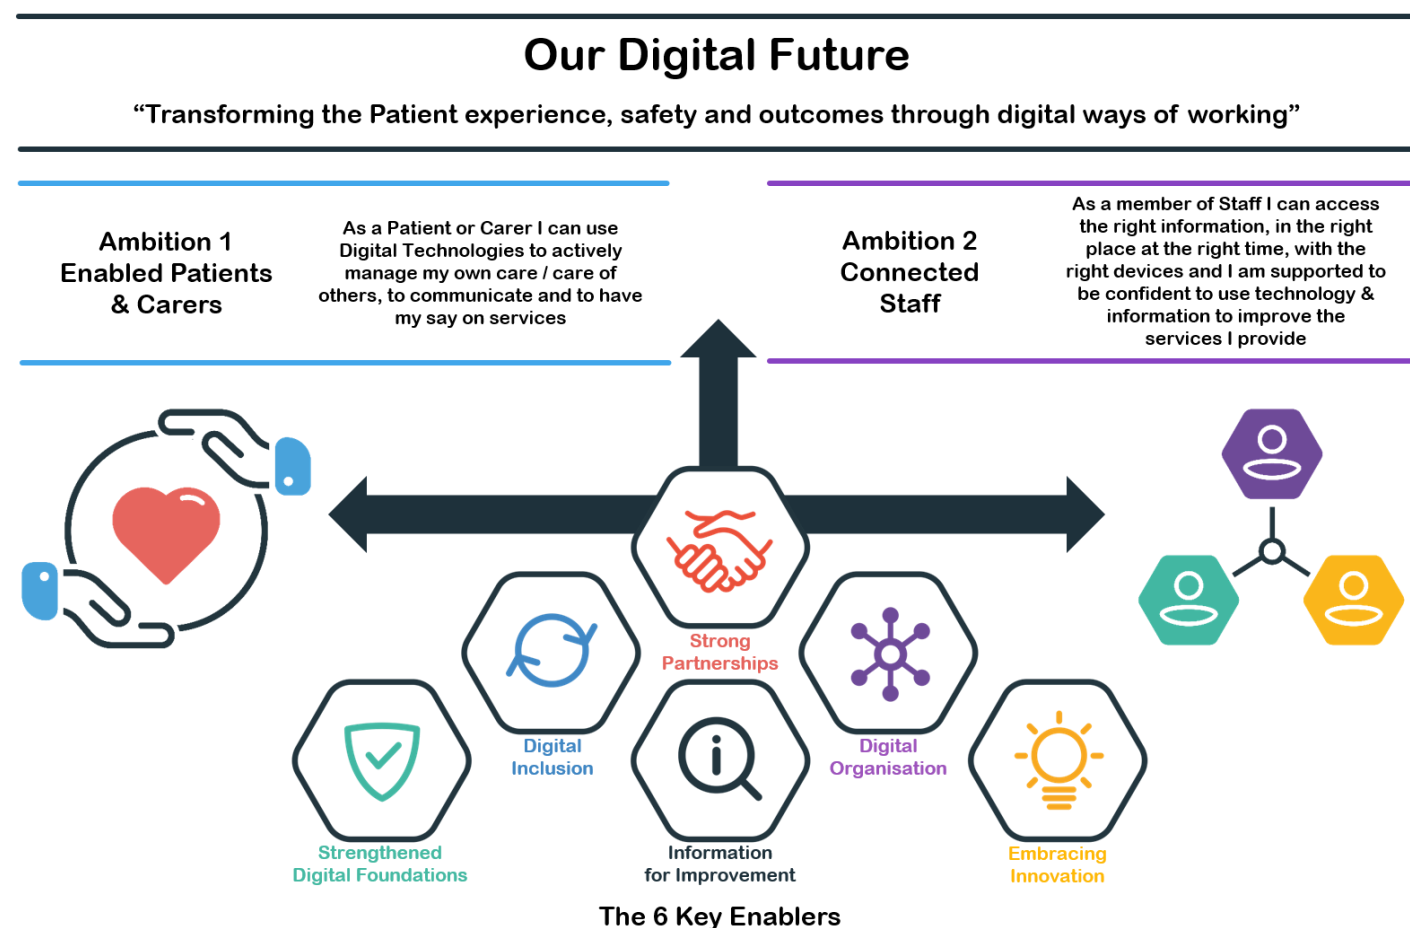 Our Digital Future
“Transforming the Patient experience, safety and outcomes through digital ways of working”
Ambition 1
Enabled Patients
& Carers
As a Patient or Carer I can use
Digital Technologies to actively
manage my own care / care of
others, to communicate and to have
my say on services
Ambition 2
Connected
Staff
As a member of Staff I can access
the right information, in the right
place at the right time, with the
right devices and I am supported to
be confident to use technology &
information to improve the
services I provide
Strong
Partnerships
Digital
Inclusion
Digital
Organisation
Strengthened
Digital Foundations
Information
for Improvement
Embracing
Innovation
The 6 Key Enablers